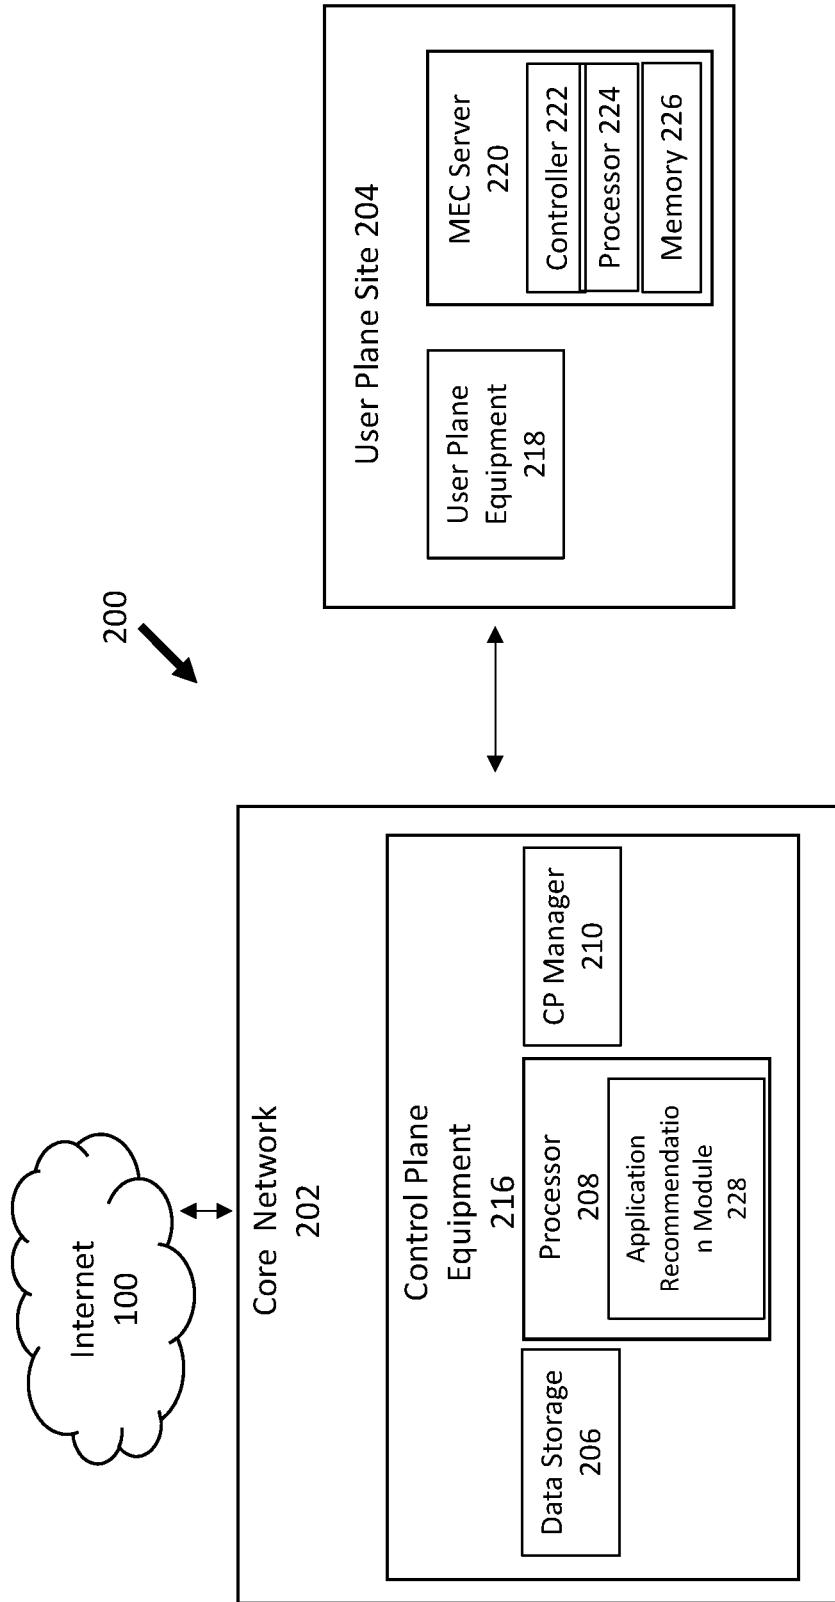 Internet
100
200
Core Network
202
Control Plane
Equipment
216
Data Storage
206
Processor
208
Application
Recommendatio
n Module
228
CP Manager
210
User Plane Site 204
User Plane
Equipment
218
MEC Server
220
Controller 222
Processor 224
Memory 226